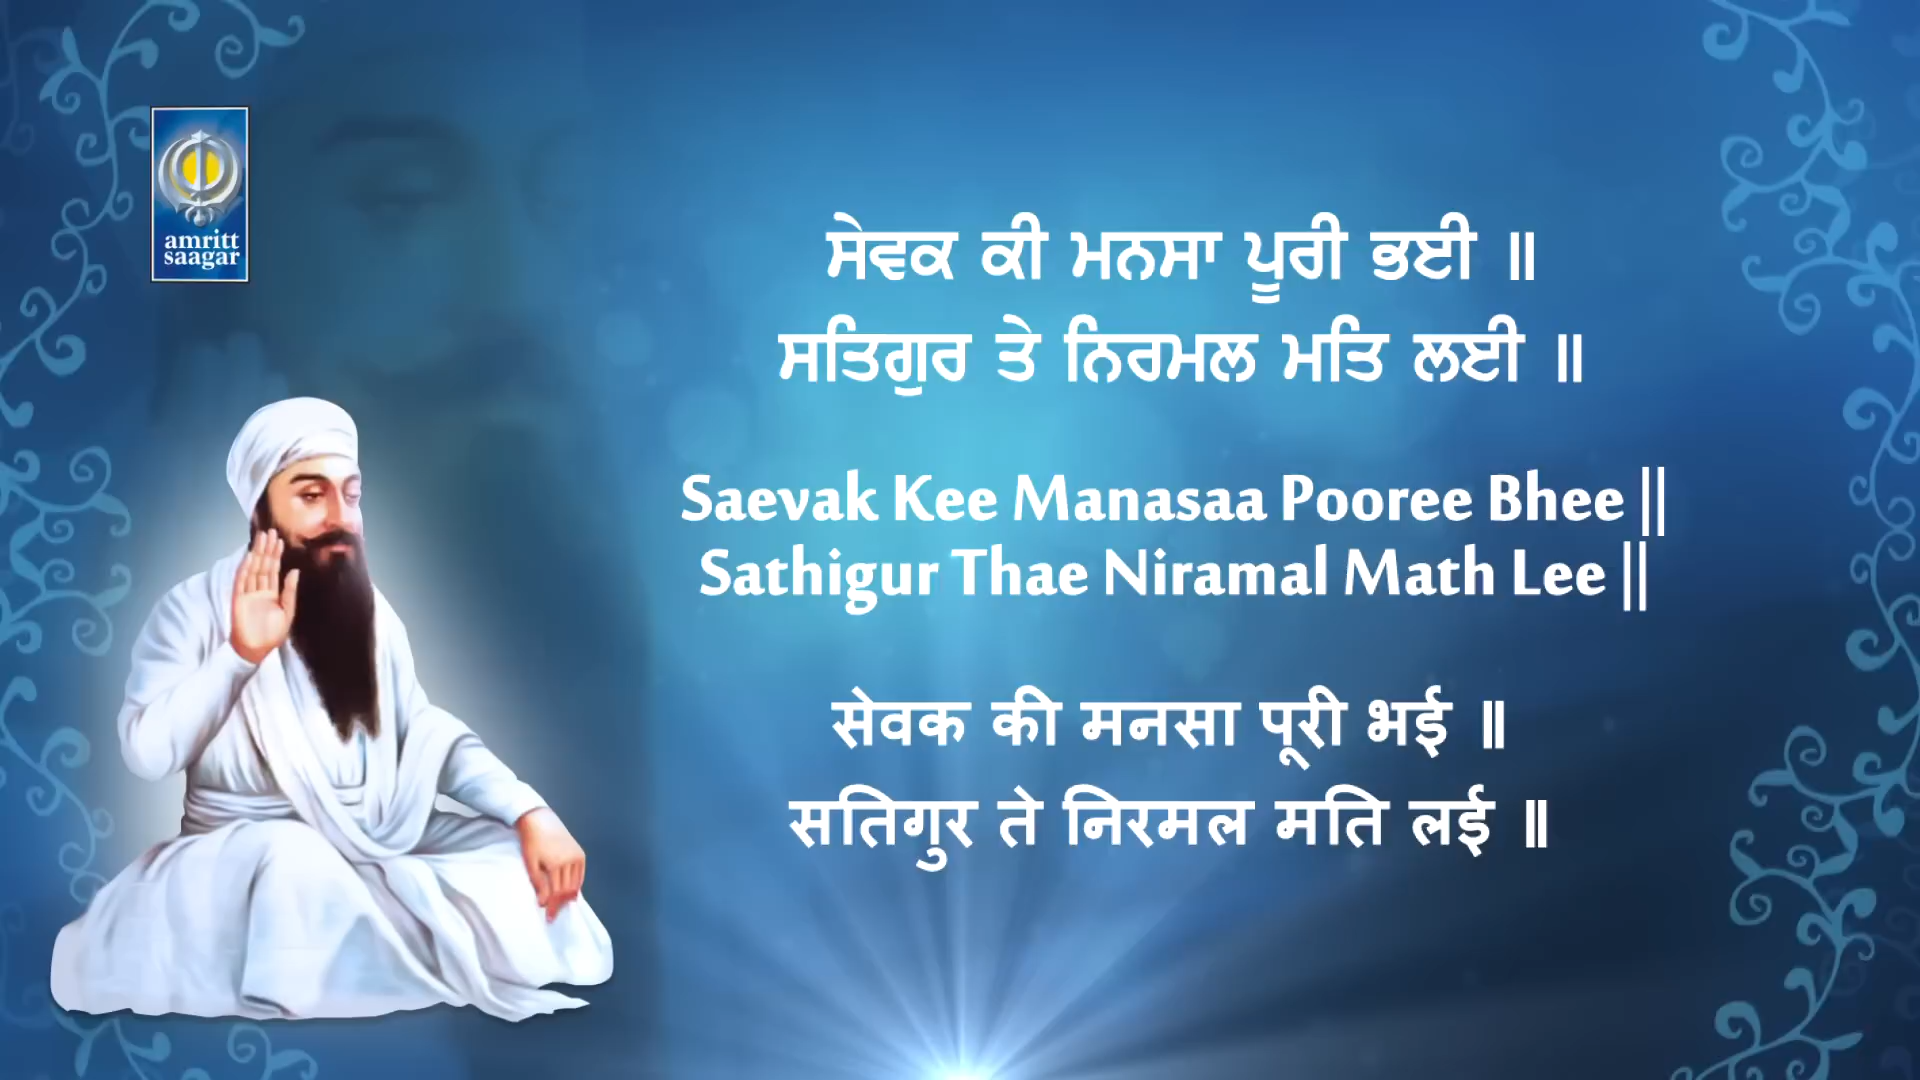 amritt
saagar
ਸੇਵਕ ਕੀ ਮਨਸਾ ਪੂਰੀ ਭਈ ॥
ਸਤਿਗੁਰ ਤੇ ਨਿਰਮਲ ਮਤਿ ਲਈ ॥
Saevak Kee Manasaa Pooree Bhee ||
Sathigur Thae Niramal Math Lee ||
सेवक की मनसा पूरी भई ॥
सतिगुर ते निरमल मति लई ॥